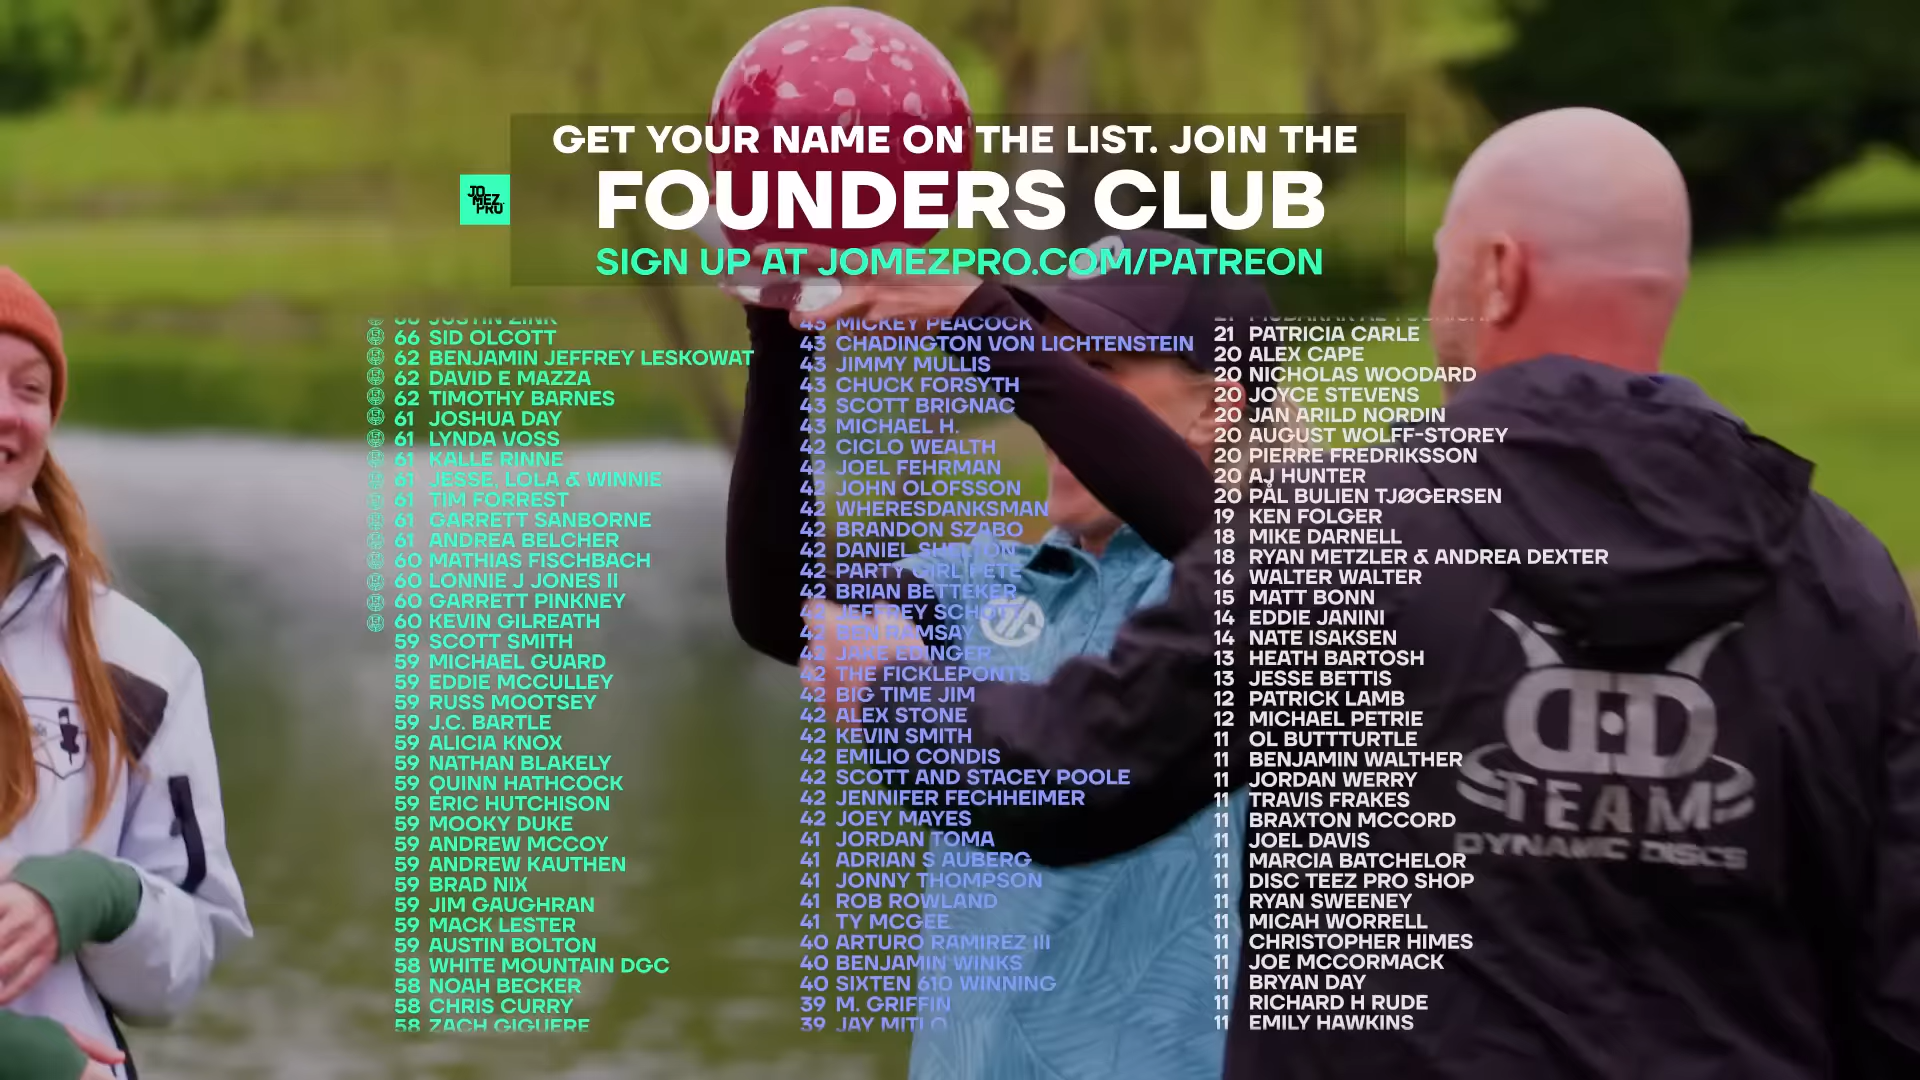 GET YOUR NAME ON THE LIST. JOIN THE
FOUNDERS CLUB
SIGN UP AT JOMEZPRO.COM/PATREON
JOMEZPRO
66 JUSTIN ZINK
66 SID OLCOTT
62 BENJAMIN JEFFREY LESKOWAT
62 DAVID E MAZZA
62 TIMOTHY BARNES
61 JOSHUA DAY
61 LYNDA VOSS
61 KALLE RINNE
61 JESSE, LOLA & WINNIE
61 TIM FORREST
61 GARRETT SANBORNE
61 ANDREA BELCHER
60 MATHIAS FISCHBACH
60 LONNIE J JONES II
60 GARRETT PINKNEY
60 KEVIN GILREATH
59 SCOTT SMITH
59 MICHAEL GUARD
59 EDDIE MCCULLEY
59 RUSS MOOTSEY
59 J.C. BARTLE
59 ALICIA KNOX
59 NATHAN BLAKELY
59 QUINN HATHCOCK
59 ERIC HUTCHISON
59 MOOKY DUKE
59 ANDREW MCCOY
59 ANDREW KAUTHEN
59 BRAD NIX
59 JIM GAUGHRAN
59 MACK LESTER
59 AUSTIN BOLTON
58 WHITE MOUNTAIN DGC
58 NOAH BECKER
58 CHRIS CURRY
58 ZACH GIGUERE
43 MICKEY PEACOCK
43 CHADINGTON VON LICHTENSTEIN
43 JIMMY MULLIS
43 CHUCK FORSYTH
43 SCOTT BRIGNAC
43 MICHAEL H.
42 CICLO WEALTH
42 JOEL FEHRMAN
42 JOHN OLOFSSON
42 WHERESDANKSMAN
42 BRANDON SZABO
42 DANIEL SHELTON
42 PARTY GIRL PETE
42 BRIAN BETTEKER
42 JEFFREY SCHOTT
42 BEN RAMSAY
42 JAKE EDINGER
42 THE FICKLEPONTS
42 BIG TIME JIM
42 ALEX STONE
42 KEVIN SMITH
42 EMILIO CONDIS
42 SCOTT AND STACEY POOLE
42 JENNIFER FECHHEIMER
42 JOEY MAYES
41 JORDAN TOMA
41 ADRIAN S AUBERG
41 JONNY THOMPSON
41 ROB ROWLAND
41 TY MCGEE
40 ARTURO RAMIREZ III
40 BENJAMIN WINKS
40 SIXTEN 610 WINNING
39 M. GRIFFIN
39 JAY
21
21 PATRICIA CARLE
20 ALEX CAPE
20 NICHOLAS WOODARD
20 JOYCE STEVENS
20 JAN ARILD NORDIN
20 AUGUST WOLFF-STOREY
20 PIERRE FREDRIKSSON
20 AJ HUNTER
20 PÅL BULIEN TJØGERSEN
19 KEN FOLGER
18 MIKE DARNELL
18 RYAN METZLER & ANDREA DEXTER
16 WALTER WALTER
15 MATT BONN
14 EDDIE JANINI
14 NATE ISAKSEN
13 HEATH BARTOSH
13 JESSE BETTIS
12 PATRICK LAMB
12 MICHAEL PETRIE
11 OL BUTTTURTLE
11 BENJAMIN WALTHER
11 JORDAN WERRY
11 TRAVIS FRAKES
11 BRAXTON MCCORD
11 JOEL DAVIS
11 MARCIA BATCHELOR
11 DISC TEEZ PRO SHOP
11 RYAN SWEENEY
11 MICAH WORRELL
11 CHRISTOPHER HIMES
11 JOE MCCORMACK
11 BRYAN DAY
11 RICHARD H RUDE
11 EMILY HAWKINS
DD
TEAM
DYNAMIC DISCS